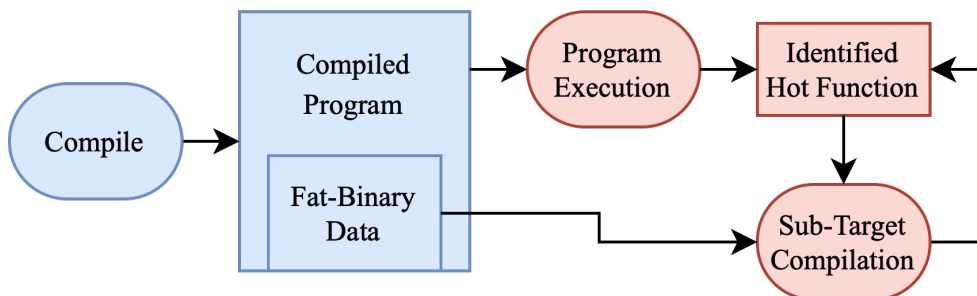 Compile
Compiled
Program
Fat-Binary
Data
Program
Execution
Identified
Hot Function
Sub-Target
Compilation